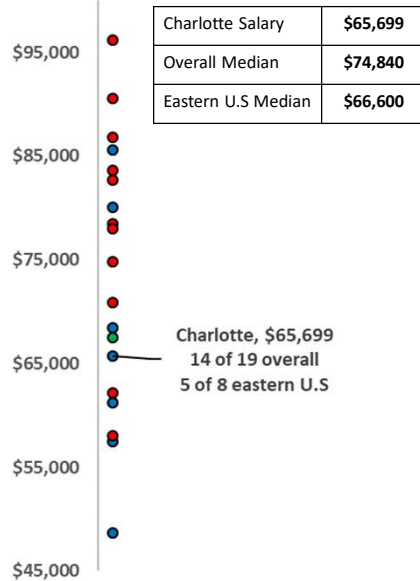 Charlotte Salary $65,699
Overall Median $74,840
Eastern U.S Median $66,600
$95,000
$85,000
$75,000
$65,000
$55,000
$45,000
Charlotte, $65,699
14 of 19 overall
5 of 8 eastern U.S